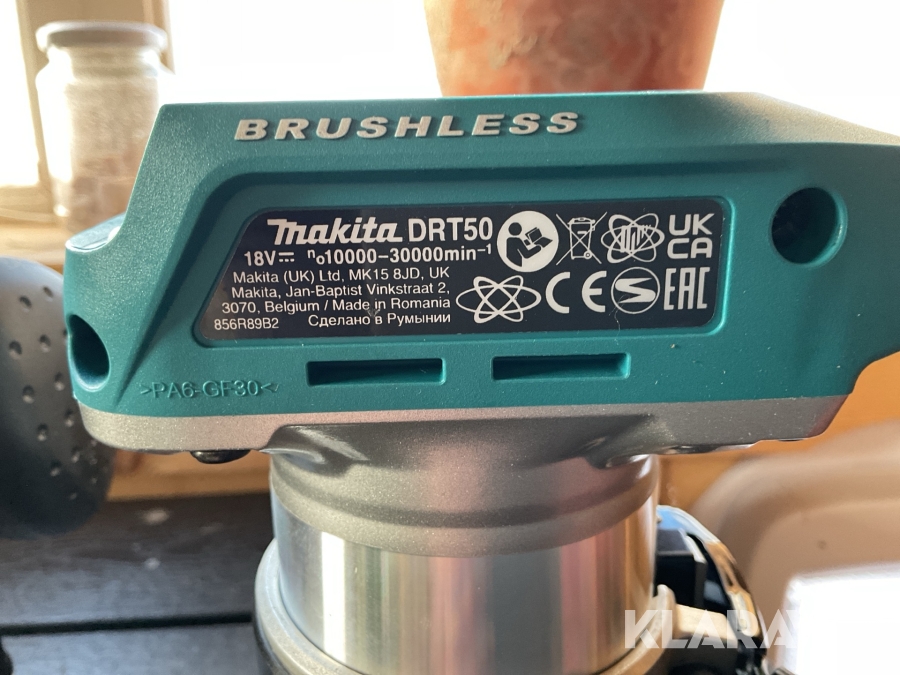 BRUSHLESS
makita DRT50
18V⎓ n₀10000-30000min⁻¹
Makita (UK) Ltd, MK15 8JD, UK
Makita, Jan-Baptist Vinkstraat 2,
3070, Belgium / Made in Romania
856R89B2 Сделано в Румынии
UK
CA
CE
EAC
>PA6-GF30<
KLARA